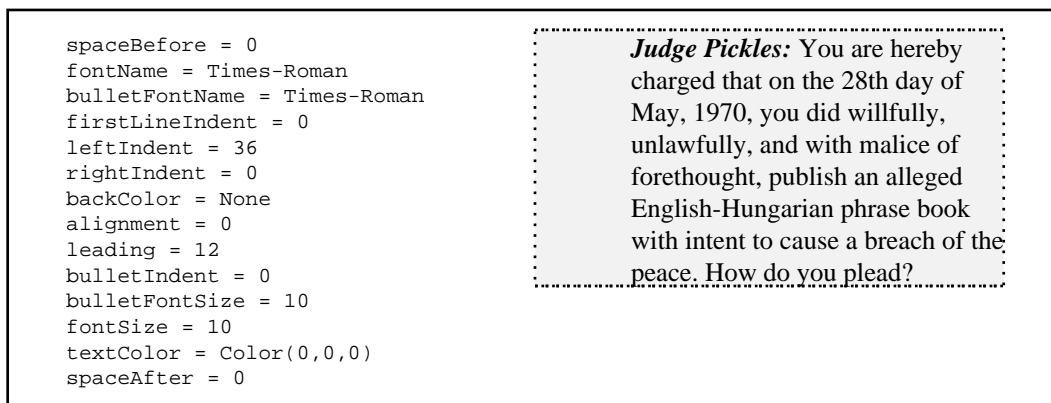 spaceBefore = 0
fontName = Times-Roman
bulletFontName = Times-Roman
firstLineIndent = 0
leftIndent = 36
rightIndent = 0
backColor = None
alignment = 0
leading = 12
bulletIndent = 0
bulletFontSize = 10
fontSize = 10
textColor = Color(0,0,0)
spaceAfter = 0
Judge Pickles: You are hereby
charged that on the 28th day of
May, 1970, you did willfully,
unlawfully, and with malice of
forethought, publish an alleged
English-Hungarian phrase book
with intent to cause a breach of the
peace. How do you plead?